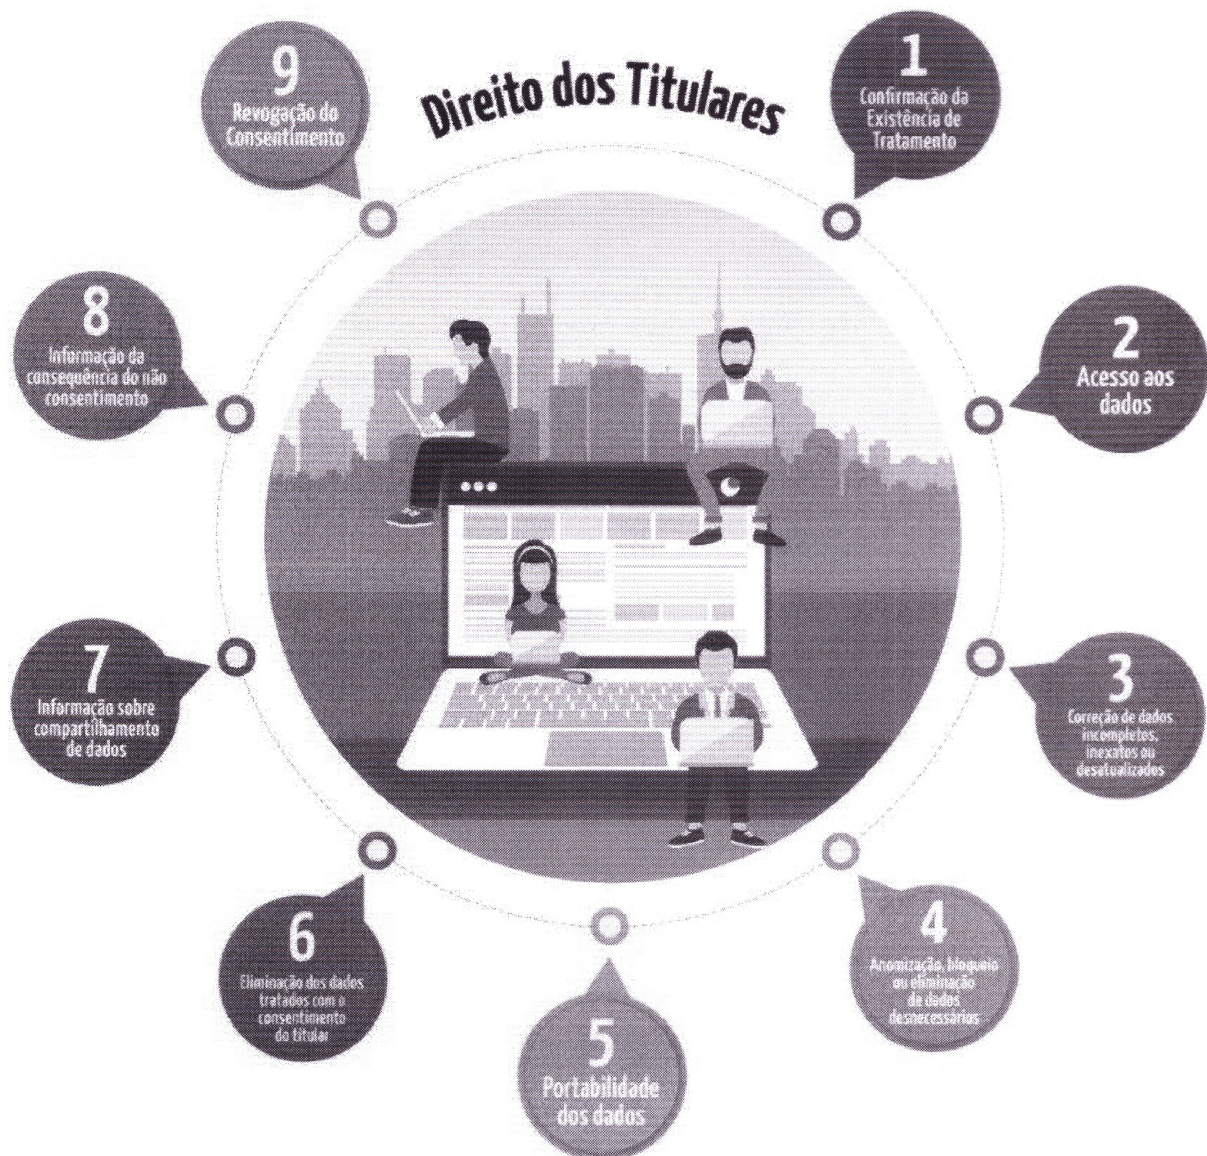 Direito dos Titulares
1
Confirmação da
Existência de
Tratamento
2
Acesso aos
dados
3
Correção de dados
incompletos,
inexatos ou
desatualizados
4
Anomização, bloqueio
ou eliminação
de dados
desnecessários
5
Portabilidade
dos dados
6
Eliminação dos dados
tratados com o
consentimento
do titular
7
Informação sobre
compartilhamento
de dados
8
Informação da
consequência do não
consentimento
9
Revogação do
Consentimento